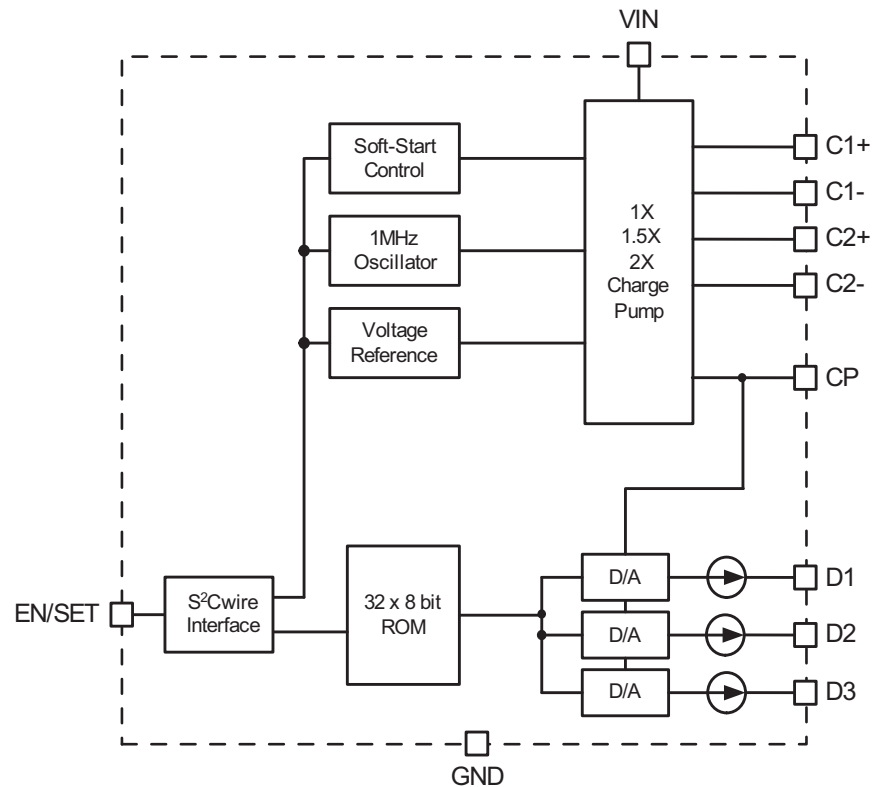 VIN
Soft-Start
Control
1MHz
Oscillator
Voltage
Reference
1X
1.5X
2X
Charge
Pump
C1+
C1-
C2+
C2-
CP
EN/SET
S²Cwire
Interface
32 x 8 bit
ROM
D/A
D/A
D/A
D1
D2
D3
GND